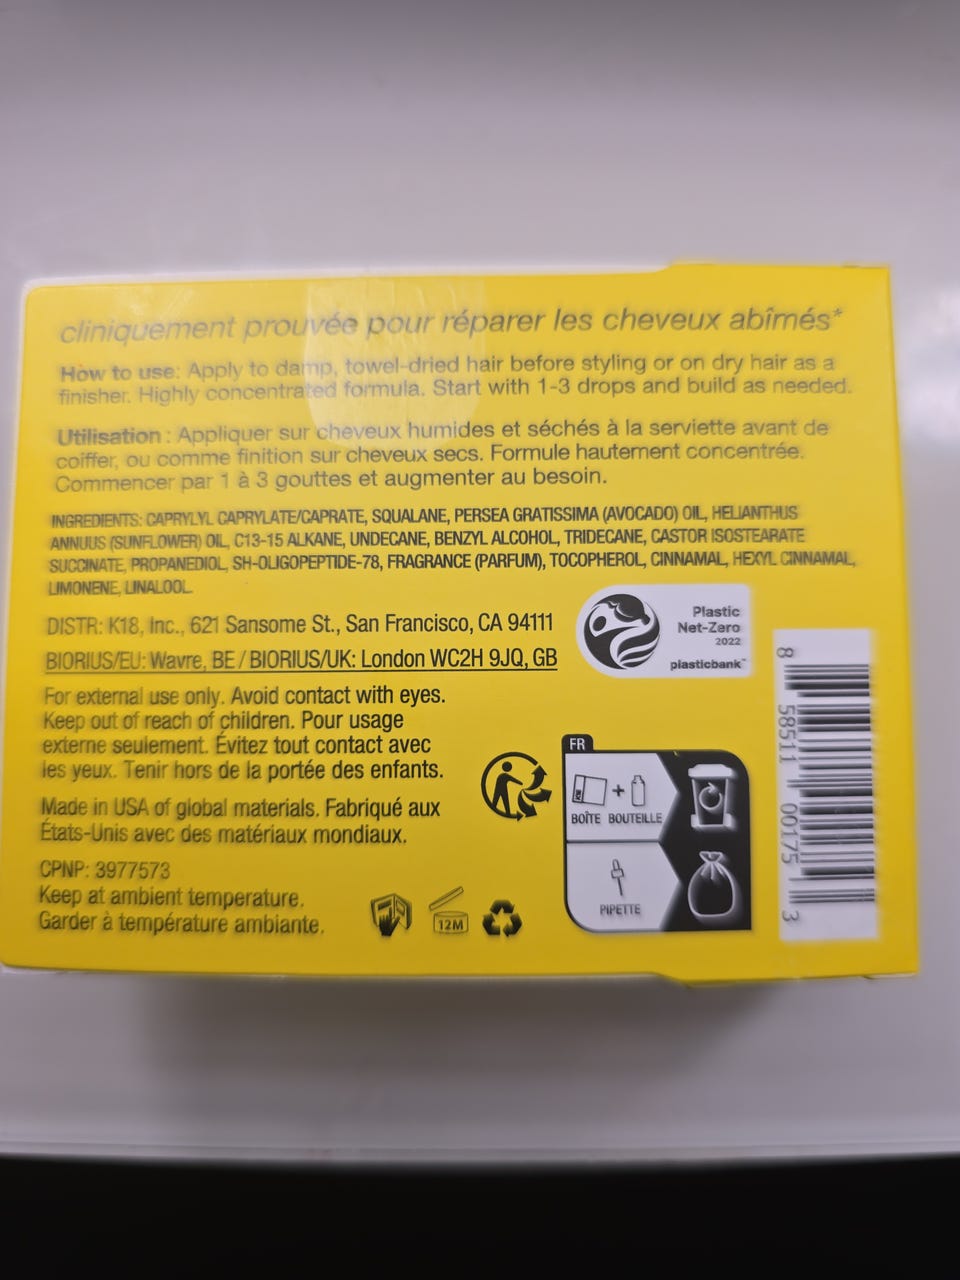 cliniquement prouvée pour réparer les cheveux abîmés*
How to use: Apply to damp, towel-dried hair before styling or on dry hair as a
finisher. Highly concentrated formula. Start with 1-3 drops and build as needed.
Utilisation : Appliquer sur cheveux humides et séchés à la serviette avant de
coiffer, ou comme finition sur cheveux secs. Formule hautement concentrée.
Commencer par 1 à 3 gouttes et augmenter au besoin.
INGREDIENTS: CAPRYLYL CAPRYLATE/CAPRATE, SQUALANE, PERSEA GRATISSIMA (AVOCADO) OIL, HELIANTHUS
ANNUUS (SUNFLOWER) OIL, C13-15 ALKANE, UNDECANE, BENZYL ALCOHOL, TRIDECANE, CASTOR ISOSTEARATE
SUCCINATE, PROPANEDIOL, SH-OLIGOPEPTIDE-78, FRAGRANCE (PARFUM), TOCOPHEROL, CINNAMAL, HEXYL CINNAMAL,
LIMONENE, LINALOOL.
DISTR: K18, Inc., 621 Sansome St., San Francisco, CA 94111
BIORIUS/EU: Wavre, BE / BIORIUS/UK: London WC2H 9JQ, GB
For external use only. Avoid contact with eyes.
Keep out of reach of children. Pour usage
externe seulement. Évitez tout contact avec
les yeux. Tenir hors de la portée des enfants.
Made in USA of global materials. Fabriqué aux
États-Unis avec des matériaux mondiaux.
CPNP: 3977573
Keep at ambient temperature.
Garder à température ambiante.
12M
Plastic
Net-Zero
2022
plasticbank™
FR
BOÎTE + BOUTEILLE
PIPETTE
8 58511 00175 3